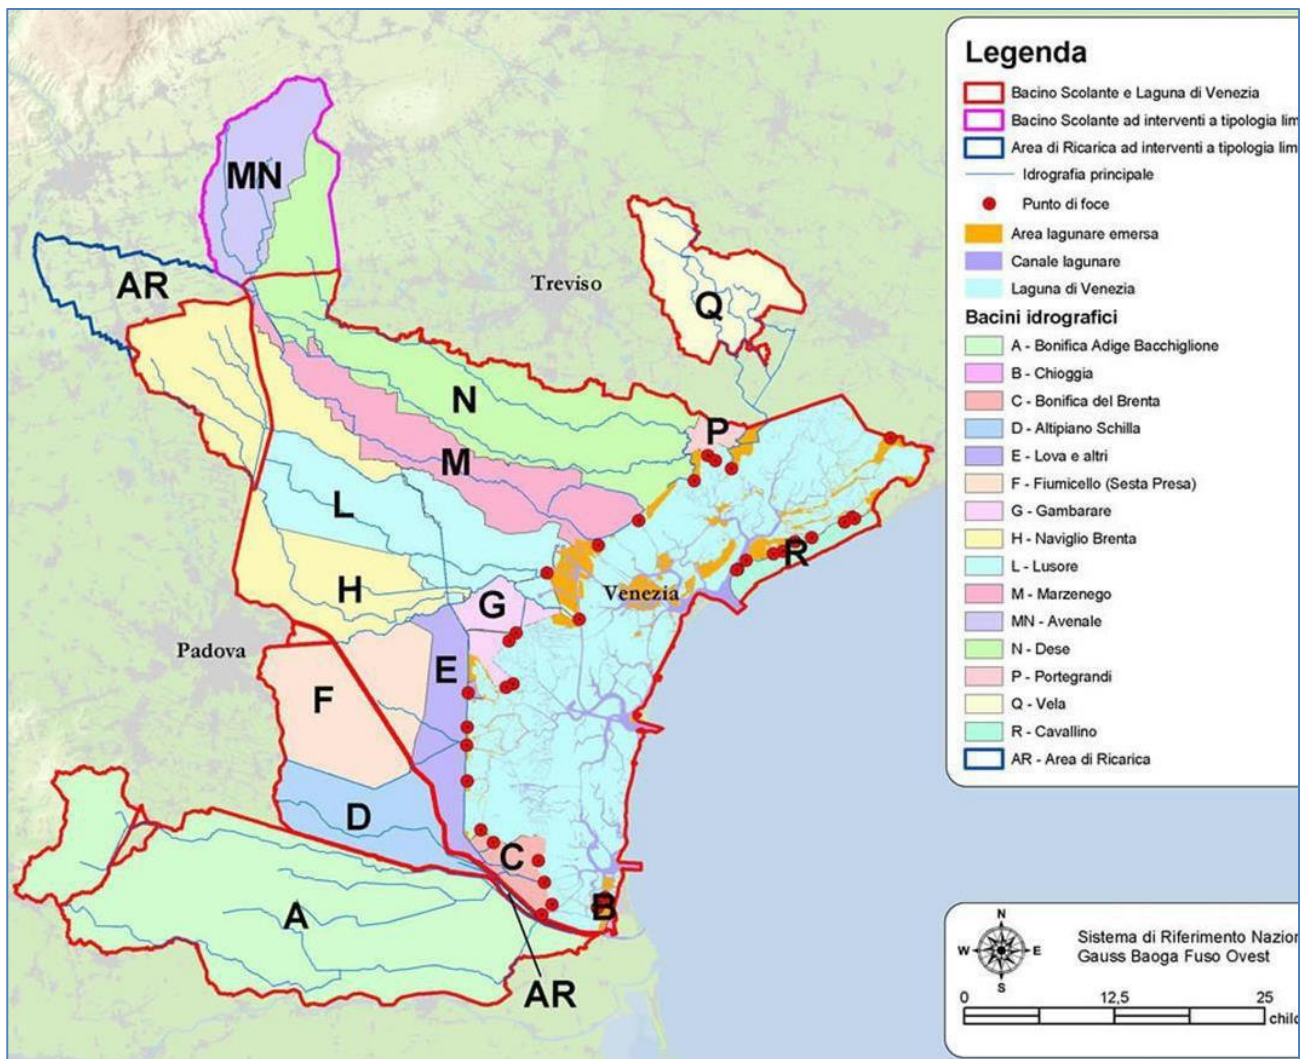 Legenda
Bacino Scolante e Laguna di Venezia
Bacino Scolante ad interventi a tipologia lim
Area di Ricarica ad interventi a tipologia lim
Idrografia principale
Punto di foce
Area lagunare emersa
Canale lagunare
Laguna di Venezia
Bacini idrografici
A - Bonifica Adige Bacchiglione
B - Chioggia
C - Bonifica del Brenta
D - Altipiano Schilla
E - Lova e altri
F - Fiumicello (Sesta Presa)
G - Gambarare
H - Naviglio Brenta
L - Lusore
M - Marzenego
MN - Avenale
N - Dese
P - Portegrandi
Q - Vela
R - Cavallino
AR - Area di Ricarica
MN
AR
Treviso
Q
N
P
M
L
R
H
G
Venezia
Padova
E
F
D
C
B
A
AR
N
W E
S
Sistema di Riferimento Nazion
Gauss Baoga Fuso Ovest
0 12,5 25
chilo